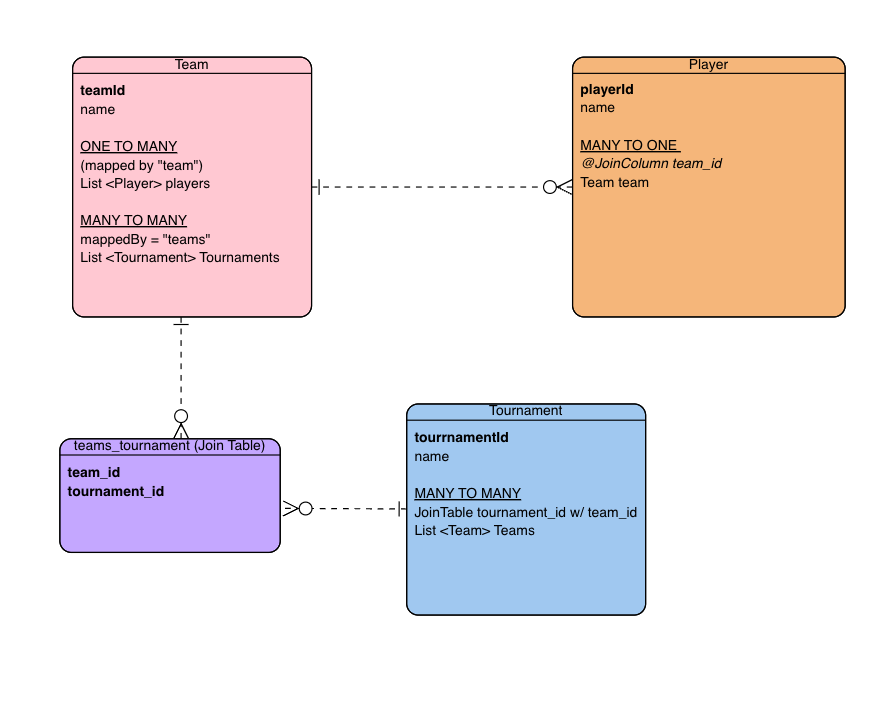 Team
teamId
name
ONE TO MANY
(mapped by "team")
List <Player> players
MANY TO MANY
mappedBy = "teams"
List <Tournament> Tournaments
Player
playerId
name
MANY TO ONE
@JoinColumn team_id
Team team
teams_tournament (Join Table)
team_id
tournament_id
Tournament
tourrnamentId
name
MANY TO MANY
JoinTable tournament_id w/ team_id
List <Team> Teams